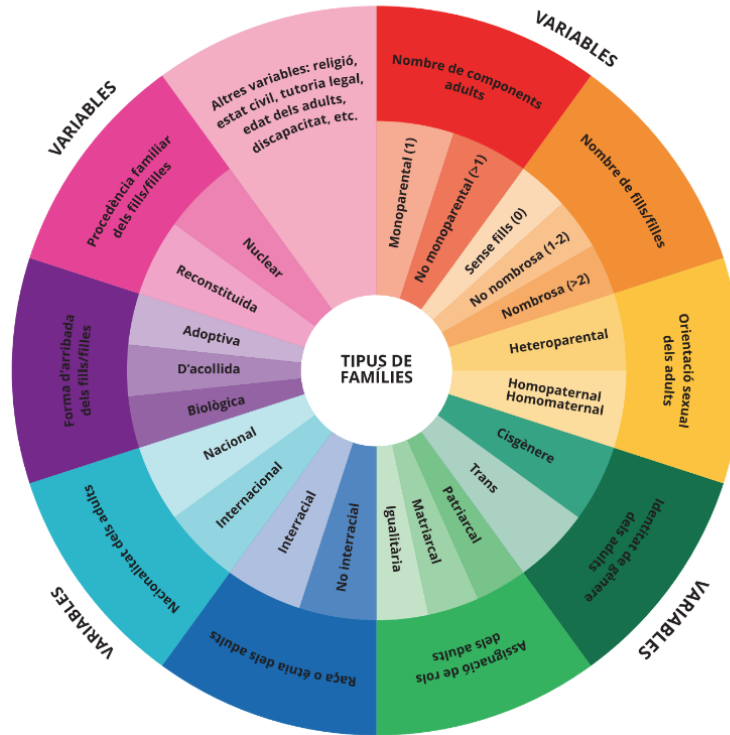 VARIABLES
VARIABLES
Altres variables: religió,
estat civil, tutoria legal,
edat dels adults,
discapacitat, etc.
Nombre de components
adults
Monoparental (1)
No monoparental (>1)
Nombre de fills/filles
Sense fills (0)
No nombrosa (1-2)
Nombrosa (>2)
Orientació sexual
dels adults
Heteroparental
Homopaternal
Homomaternal
Identitat de gènere
dels adults
Cisgènere
Trans
VARIABLES
Assignació de rols
dels adults
Patriarcal
Matriarcal
Igualitària
Raça o ètnia dels adults
No interracial
Interracial
Nacionalitat dels adults
Internacional
Nacional
VARIABLES
Forma d'arribada
dels fills/filles
Biològica
D'acollida
Adoptiva
Procedència familiar
dels fills/filles
Reconstituida
Nuclear
TIPUS DE
FAMÍLIES